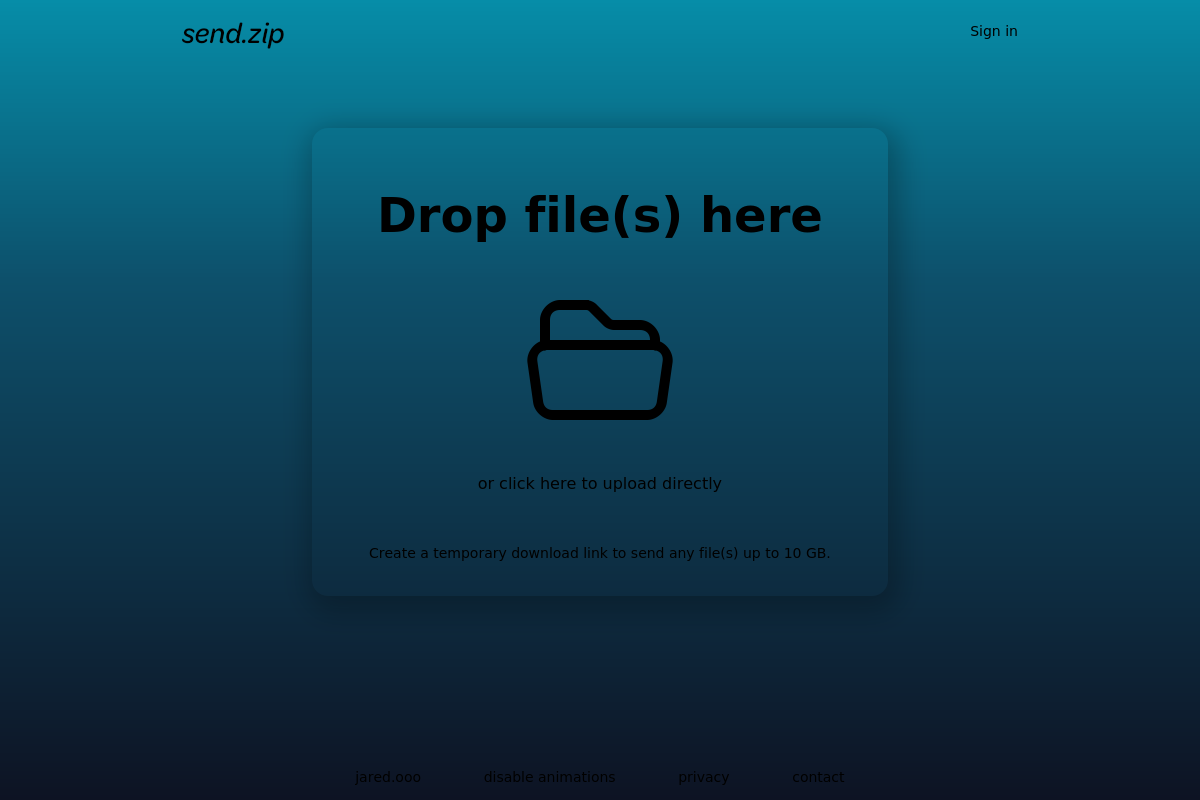 send.zip
Sign in
Drop file(s) here
or click here to upload directly
Create a temporary download link to send any file(s) up to 10 GB.
jared.ooo
disable animations
privacy
contact